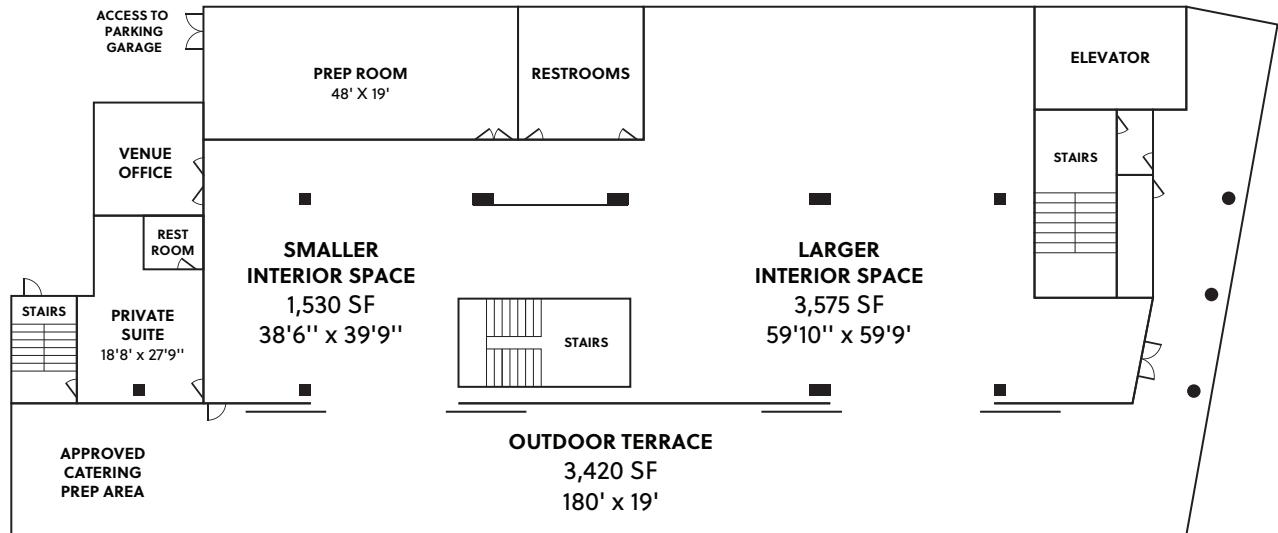 ACCESS TO
PARKING
GARAGE
PREP ROOM
48' X 19'
RESTROOMS
ELEVATOR
VENUE
OFFICE
STAIRS
REST
ROOM
SMALLER
INTERIOR SPACE
1,530 SF
38'6'' x 39'9''
LARGER
INTERIOR SPACE
3,575 SF
59'10'' x 59'9'
STAIRS
PRIVATE
SUITE
18'8' x 27'9''
STAIRS
OUTDOOR TERRACE
3,420 SF
180' x 19'
APPROVED
CATERING
PREP AREA